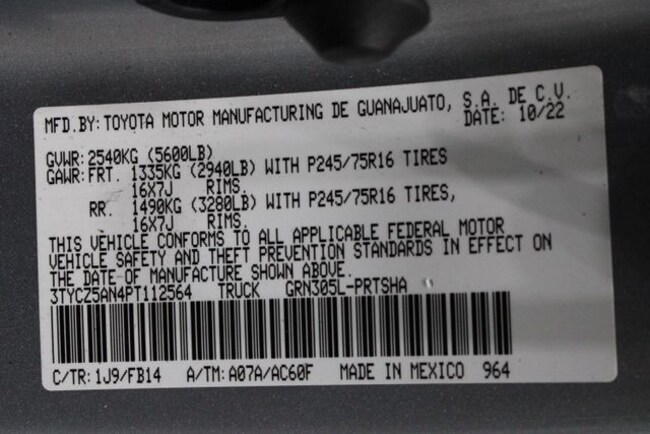 MFD.BY: TOYOTA MOTOR MANUFACTURING DE GUANAJUATO, S.A. DE C.V.
DATE: 10/22
GVWR: 2540KG (5600LB)
GAWR: FRT. 1335KG (2940LB) WITH P245/75R16 TIRES
16X7J RIMS.
RR. 1490KG (3280LB) WITH P245/75R16 TIRES,
16X7J RIMS.
THIS VEHICLE CONFORMS TO ALL APPLICABLE FEDERAL MOTOR
VEHICLE SAFETY AND THEFT PREVENTION STANDARDS IN EFFECT ON
THE DATE OF MANUFACTURE SHOWN ABOVE.
3TYCZ5AN4PT112564 TRUCK GRN305L-PRTSHA
C/TR: 1J9/FB14 A/TM: A07A/AC60F MADE IN MEXICO 964